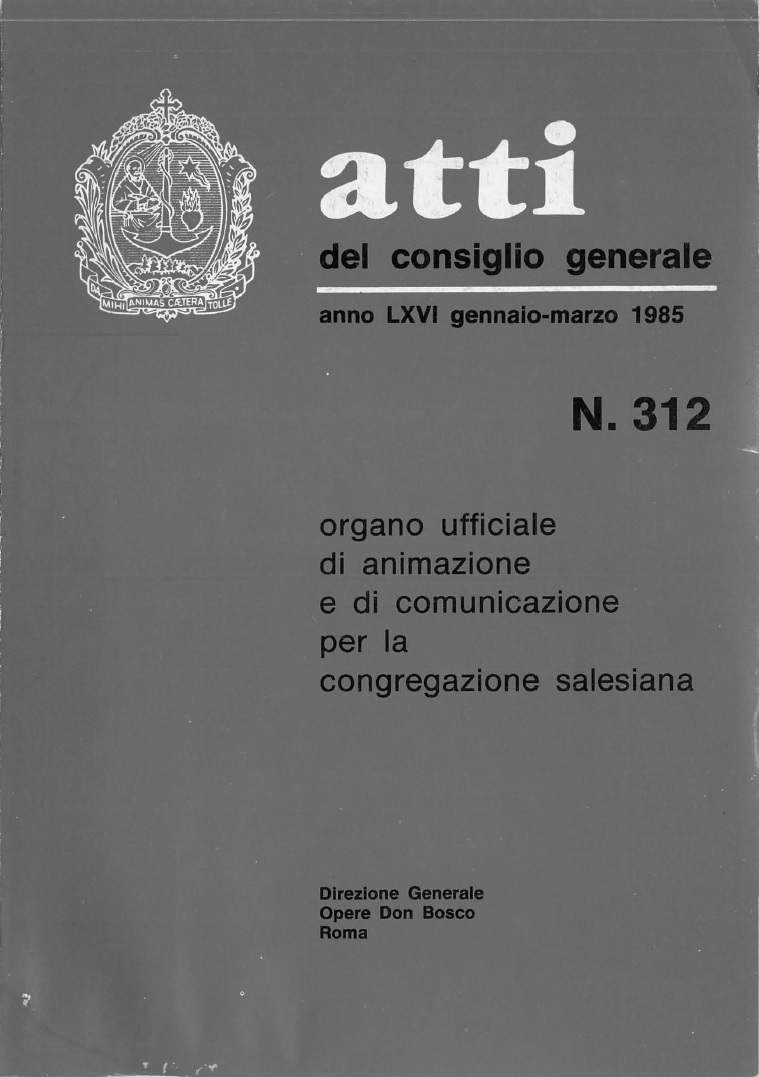 atti
del consiglio generale
anno LXVI gennaio-marzo 1985
N. 312
DA MIHI ANIMAS CÆTERA TOLLE
organo ufficiale
di animazione
e di comunicazione
per la
congregazione salesiana
Direzione Generale
Opere Don Bosco
Roma